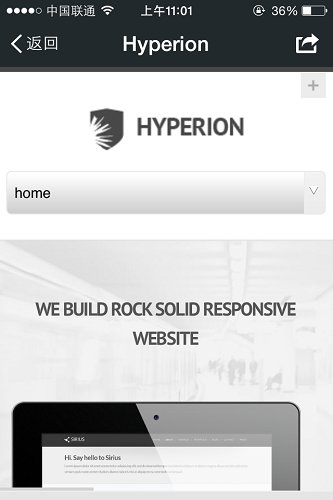 中国联通 上午11:01 36%
返回 Hyperion
+
HYPERION
home
WE BUILD ROCK SOLID RESPONSIVE
WEBSITE
SIRIUS
Hi. Say hello to Sirius